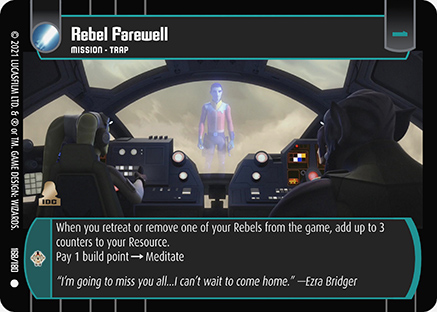 Rebel Farewell
MISSION - TRAP
IDC
When you retreat or remove one of your Rebels from the game, add up to 3
counters to your Resource.
Pay 1 build point → Meditate
"I'm going to miss you all...I can't wait to come home." —Ezra Bridger
© 2021 LUCASFILM LTD. & ® or TM. GAME DESIGN: WIZARDS.